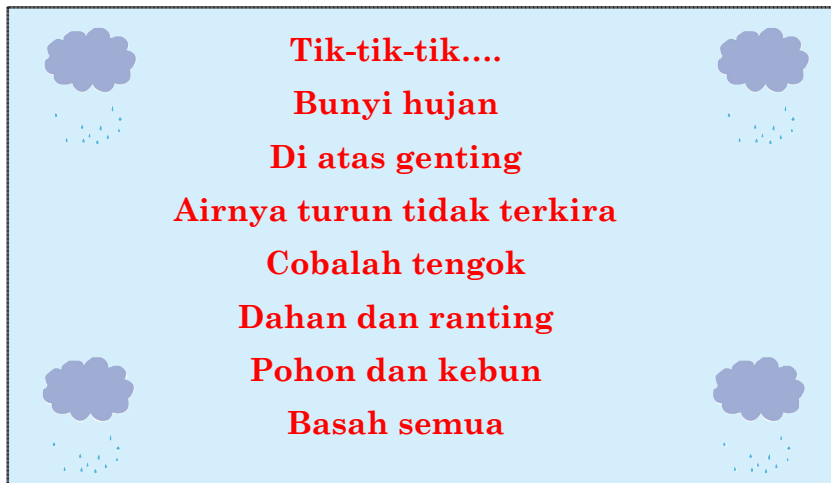 Tik-tik-tik....
Bunyi hujan
Di atas genting
Airnya turun tidak terkira
Cobalah tengok
Dahan dan ranting
Pohon dan kebun
Basah semua